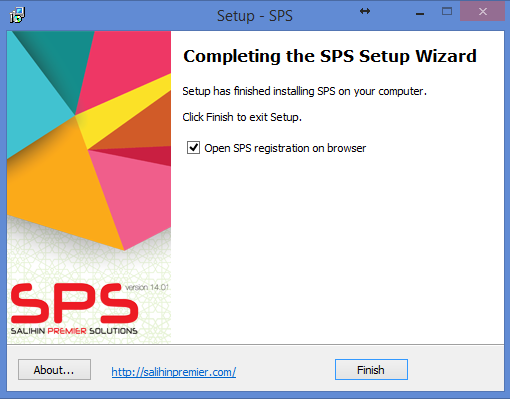 Setup - SPS
Completing the SPS Setup Wizard
Setup has finished installing SPS on your computer.
Click Finish to exit Setup.
Open SPS registration on browser
version 14.01
SPS
SALIHIN PREMIER SOLUTIONS
About...
http://salihinpremier.com/
Finish